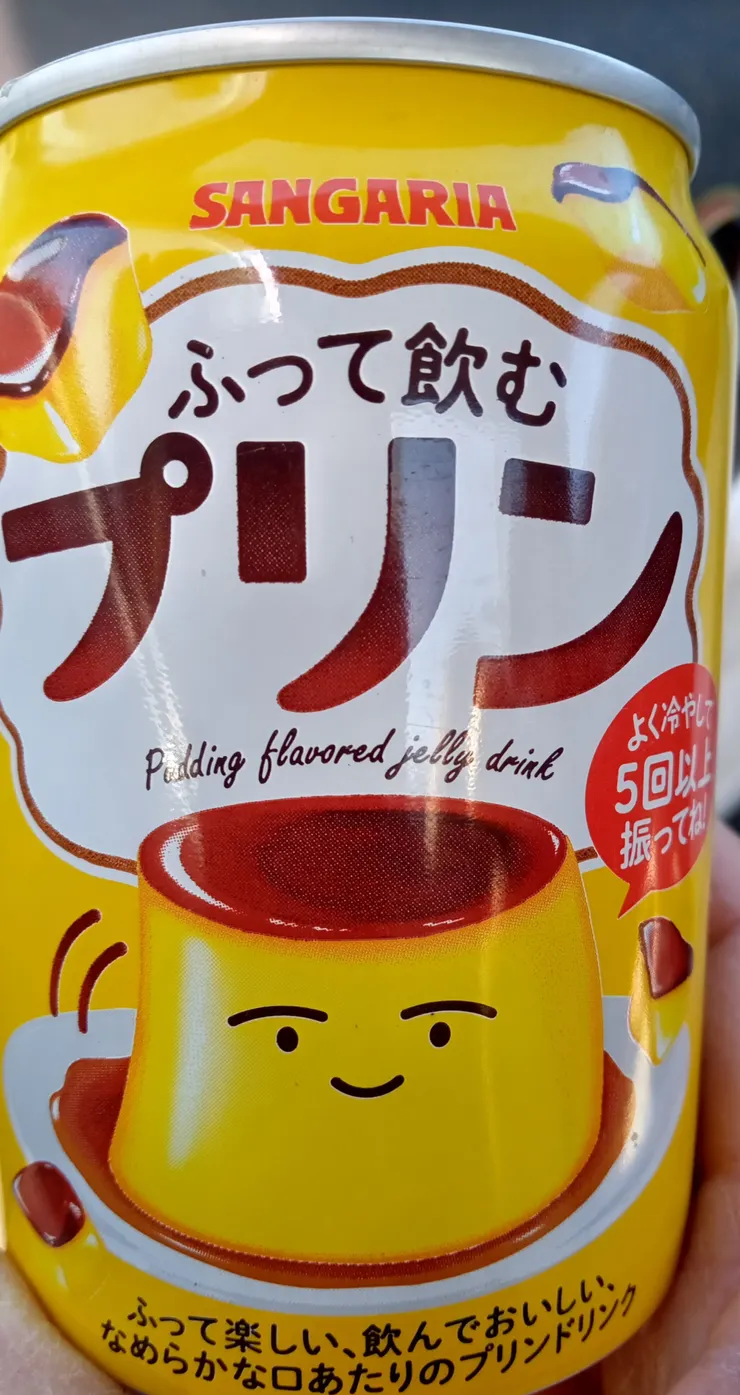 SANGARIA
ふって飲む
プリン
Pudding flavored jelly drink
よく冷やして
5回以上
振ってね!
ふって楽しい、飲んでおいしい、
なめらかな口あたりのプリンドリンク